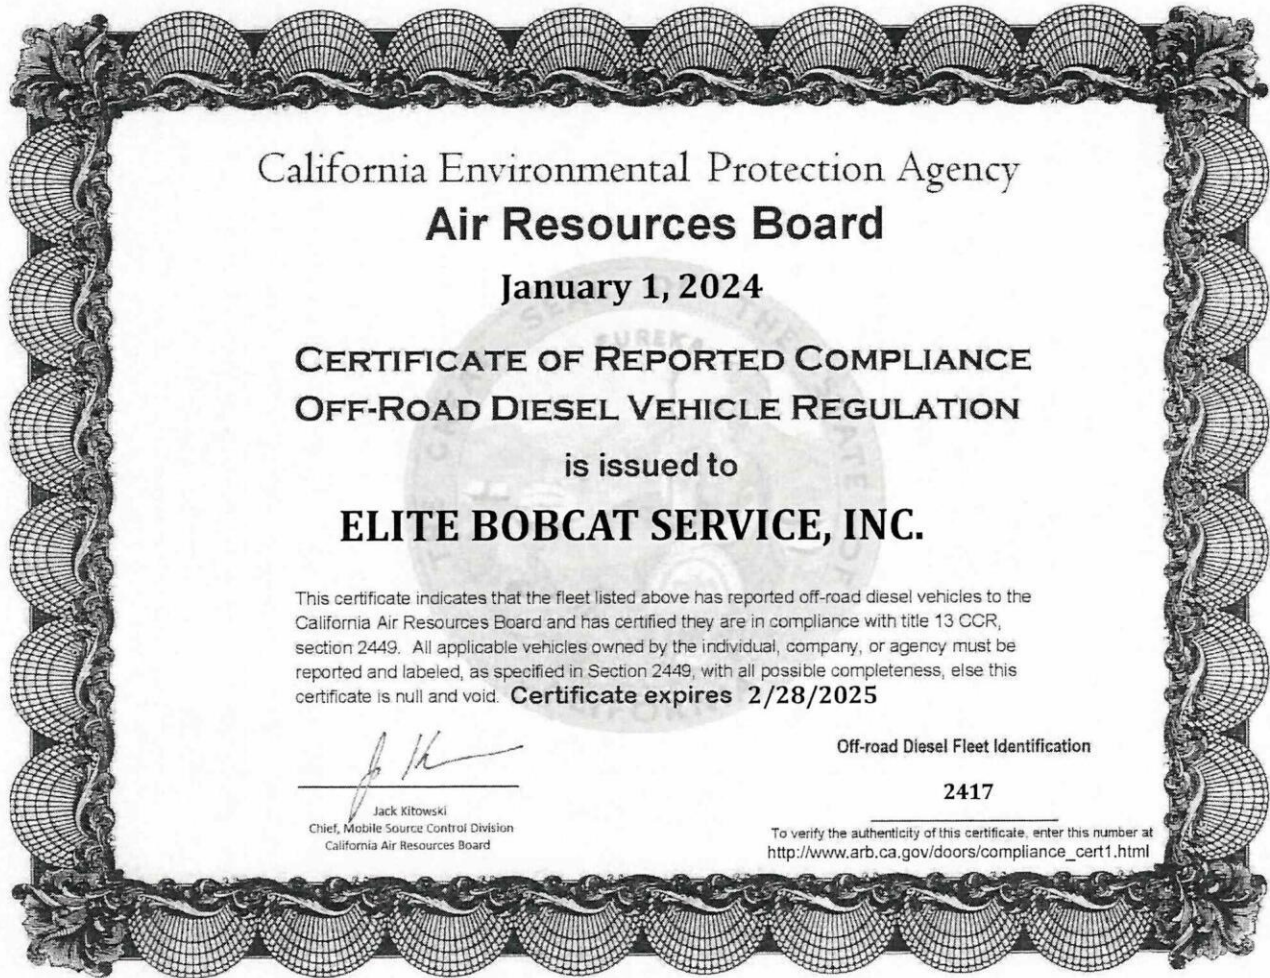 California Environmental Protection Agency
Air Resources Board
January 1, 2024
CERTIFICATE OF REPORTED COMPLIANCE
OFF-ROAD DIESEL VEHICLE REGULATION
is issued to
ELITE BOBCAT SERVICE, INC.
This certificate indicates that the fleet listed above has reported off-road diesel vehicles to the
California Air Resources Board and has certified they are in compliance with title 13 CCR,
section 2449. All applicable vehicles owned by the individual, company, or agency must be
reported and labeled, as specified in Section 2449, with all possible completeness, else this
certificate is null and void. Certificate expires 2/28/2025
Jack Kitowski
Chief, Mobile Source Control Division
California Air Resources Board
Off-road Diesel Fleet Identification
2417
To verify the authenticity of this certificate, enter this number at
http://www.arb.ca.gov/doors/compliance_cert1.html